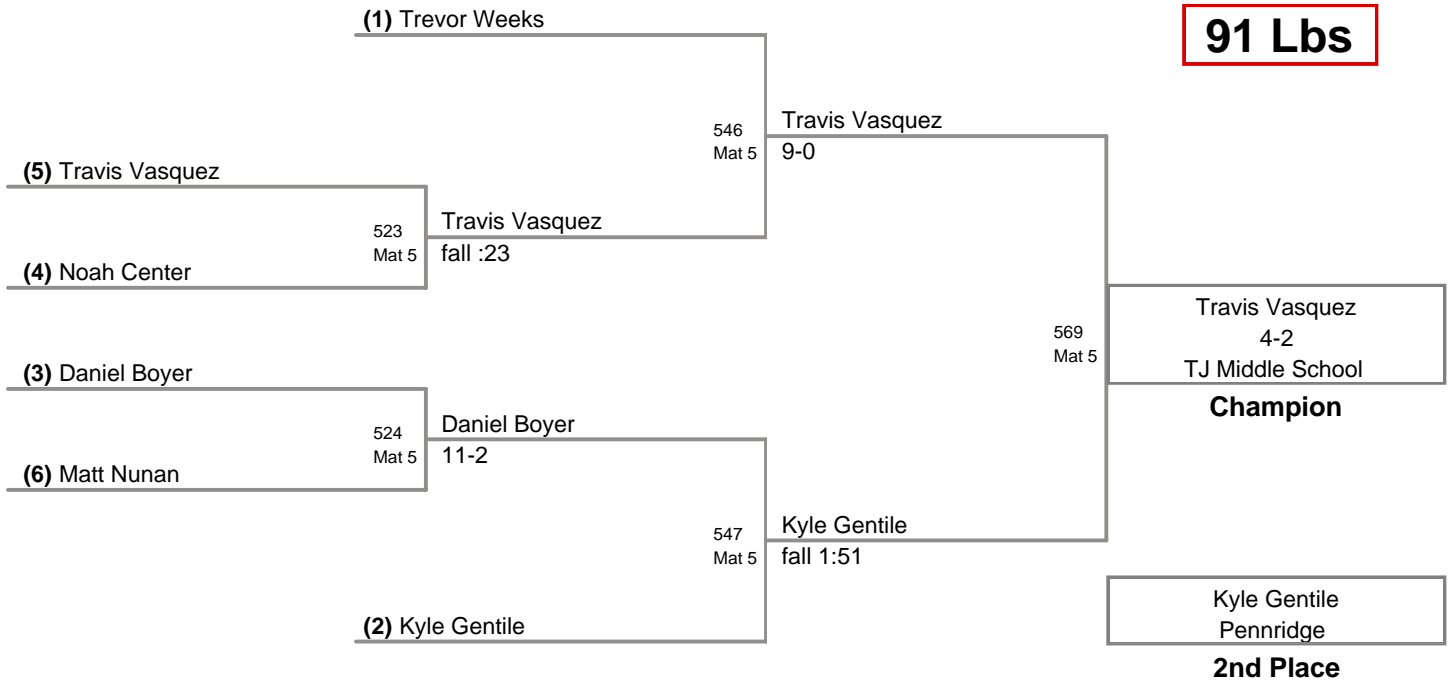 (1) Trevor Weeks
91 Lbs
546
Mat 5
Travis Vasquez
9-0
(5) Travis Vasquez
523
Mat 5
Travis Vasquez
fall :23
(4) Noah Center
569
Mat 5
Travis Vasquez
4-2
TJ Middle School
Champion
(3) Daniel Boyer
524
Mat 5
Daniel Boyer
11-2
(6) Matt Nunan
547
Mat 5
Kyle Gentile
fall 1:51
(2) Kyle Gentile
Kyle Gentile
Pennridge
2nd Place